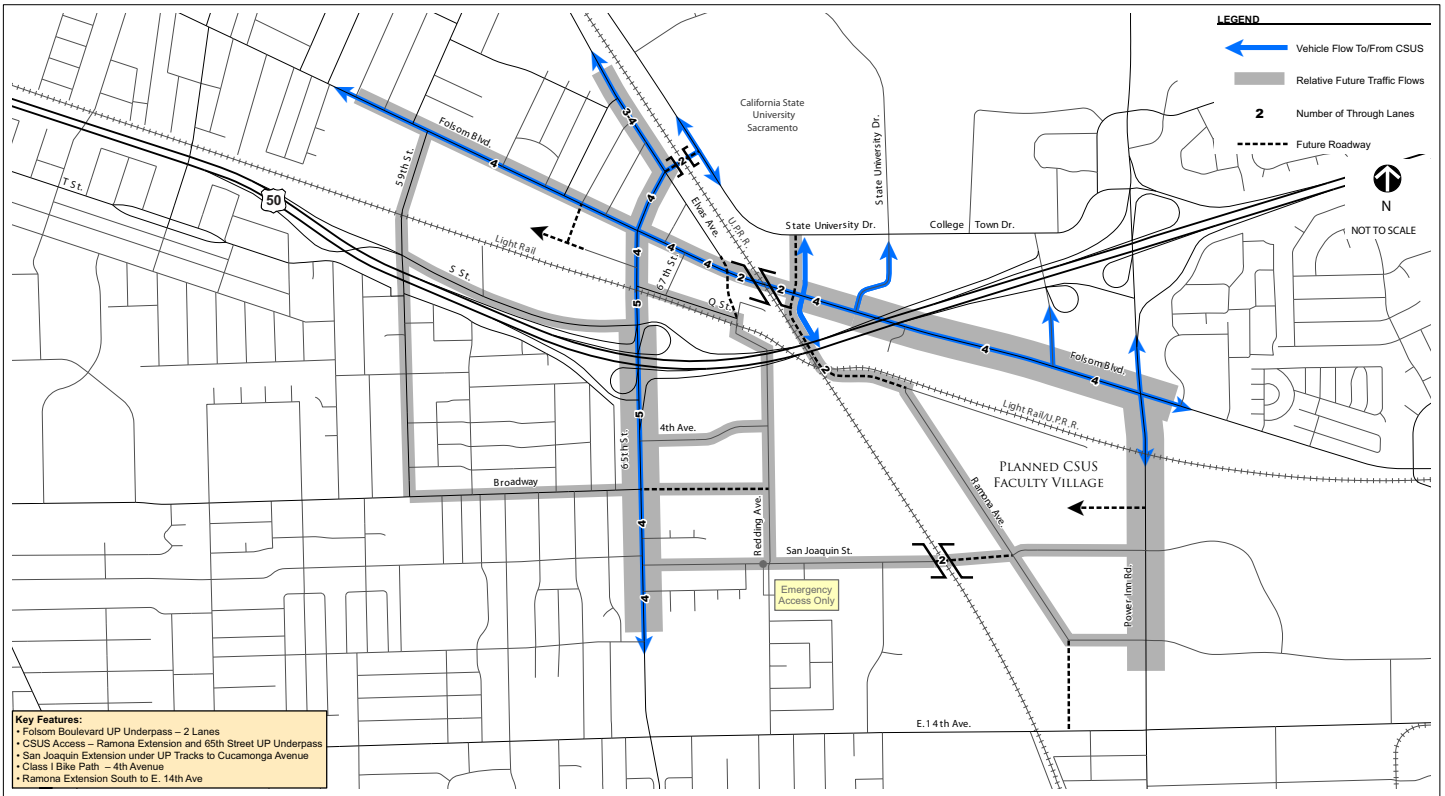 LEGEND
Vehicle Flow To/From CSUS
Relative Future Traffic Flows
2 Number of Through Lanes
Future Roadway
N
NOT TO SCALE
California State
University
Sacramento
State University Dr.
State University Dr.
College Town Dr.
Folsom Blvd.
59th St.
T St.
50
Light Rail
S St.
Elvas Ave.
U.P.R.R.
67th St.
Q St.
3-4
2
4
4
4
4
4
4
2
2
4
4
4
5
5
2
Folsom Blvd.
Light Rail/U.P.R.R.
4th Ave.
65th St.
Broadway
Redding Ave.
San Joaquin St.
Emergency
Access Only
4
4
2
PLANNED CSUS
FACULTY VILLAGE
Ramona Ave.
Power Inn Rd.
E.14th Ave.
Key Features:
• Folsom Boulevard UP Underpass – 2 Lanes
• CSUS Access – Ramona Extension and 65th Street UP Underpass
• San Joaquin Extension under UP Tracks to Cucamonga Avenue
• Class I Bike Path – 4th Avenue
• Ramona Extension South to E. 14th Ave